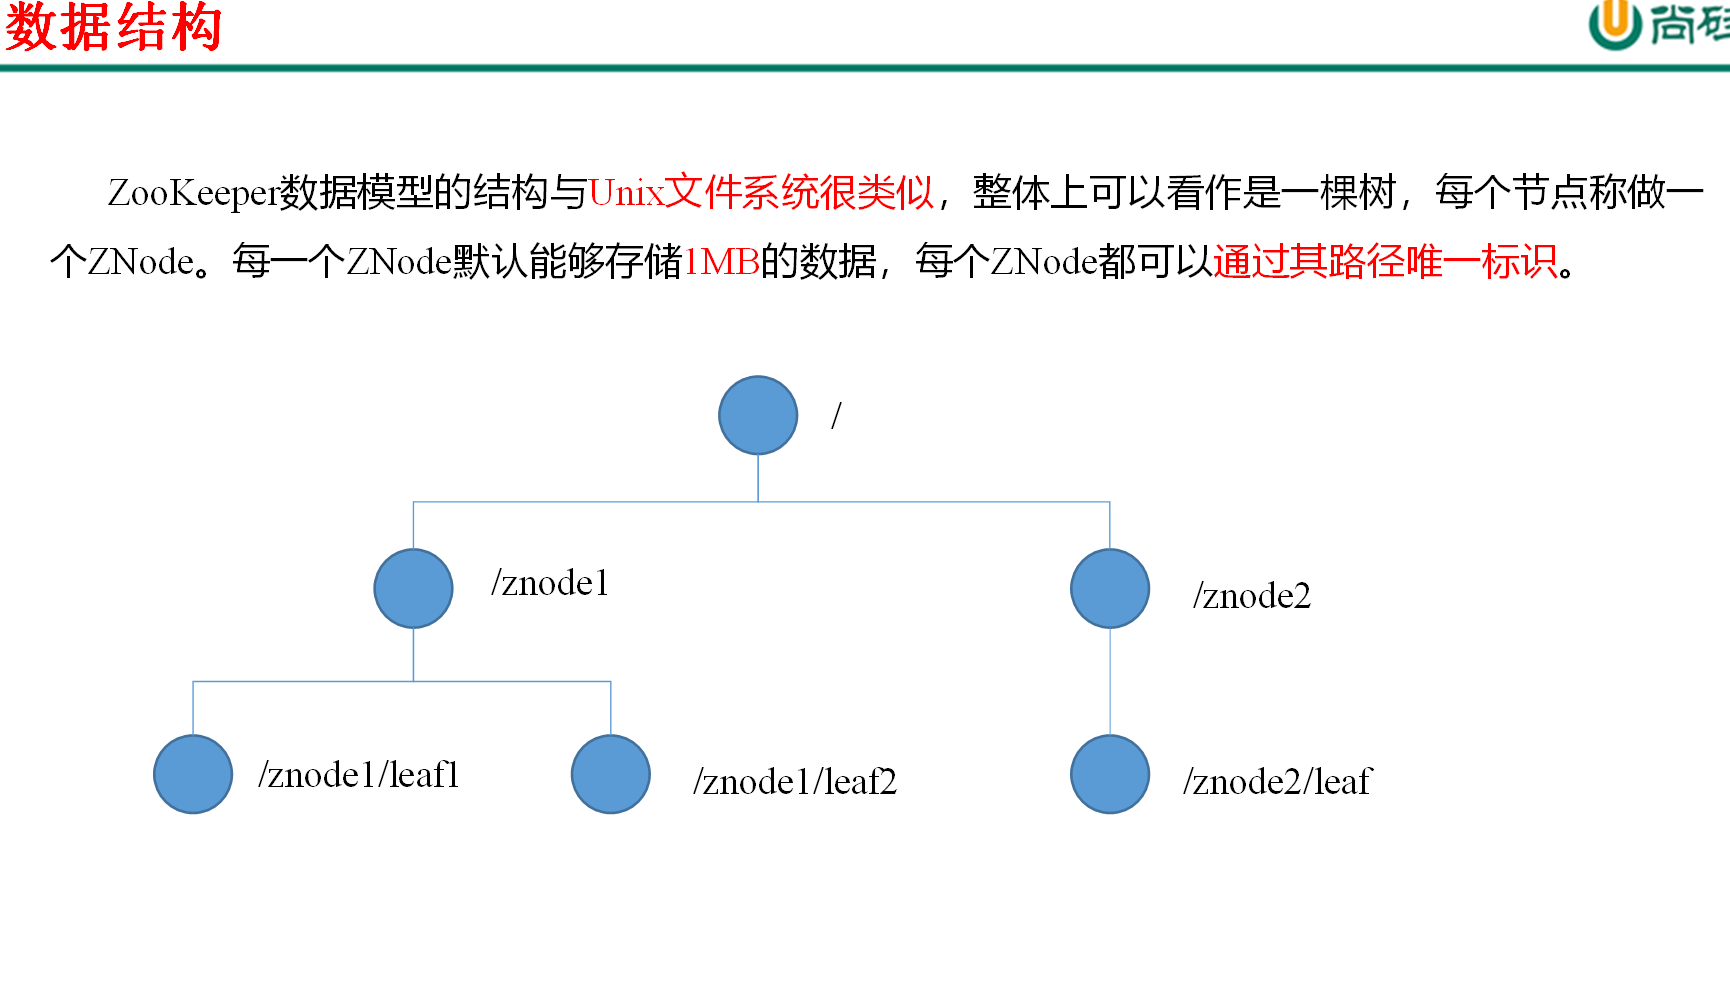 数据结构
尚硅
ZooKeeper数据模型的结构与Unix文件系统很类似，整体上可以看作是一棵树，每个节点称做一
个ZNode。每一个ZNode默认能够存储1MB的数据，每个ZNode都可以通过其路径唯一标识。
/
/znode1
/znode2
/znode1/leaf1
/znode1/leaf2
/znode2/leaf